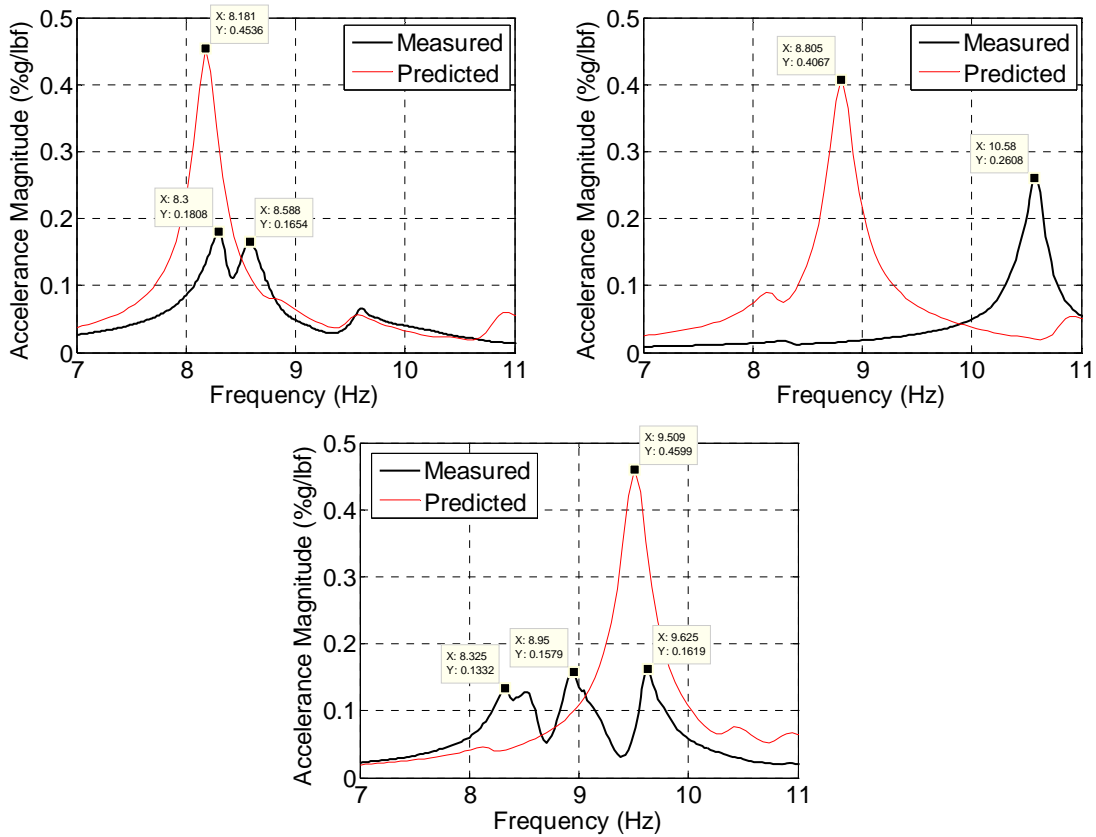 Accelerance Magnitude (%g/lbf)
0.5
0.4
0.3
0.2
0.1
0
X: 8.181
Y: 0.4536
X: 8.3
Y: 0.1808
X: 8.588
Y: 0.1654
Measured
Predicted
7 8 9 10 11
Frequency (Hz)
Accelerance Magnitude (%g/lbf)
0.5
0.4
0.3
0.2
0.1
0
X: 8.805
Y: 0.4067
X: 10.58
Y: 0.2608
Measured
Predicted
7 8 9 10 11
Frequency (Hz)
Accelerance Magnitude (%g/lbf)
0.5
0.4
0.3
0.2
0.1
0
Measured
Predicted
X: 9.509
Y: 0.4599
X: 8.325
Y: 0.1332
X: 8.95
Y: 0.1579
X: 9.625
Y: 0.1619
7 8 9 10 11
Frequency (Hz)